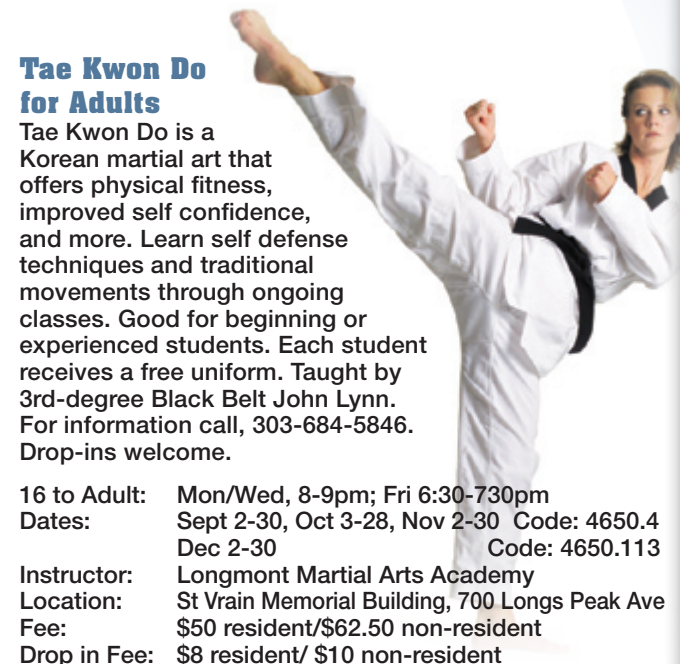 Tae Kwon Do
for Adults
Tae Kwon Do is a
Korean martial art that
offers physical fitness,
improved self confidence,
and more. Learn self defense
techniques and traditional
movements through ongoing
classes. Good for beginning or
experienced students. Each student
receives a free uniform. Taught by
3rd-degree Black Belt John Lynn.
For information call, 303-684-5846.
Drop-ins welcome.
16 to Adult: Mon/Wed, 8-9pm; Fri 6:30-730pm
Dates: Sept 2-30, Oct 3-28, Nov 2-30 Code: 4650.4
Dec 2-30 Code: 4650.113
Instructor: Longmont Martial Arts Academy
Location: St Vrain Memorial Building, 700 Longs Peak Ave
Fee: $50 resident/$62.50 non-resident
Drop in Fee: $8 resident/ $10 non-resident